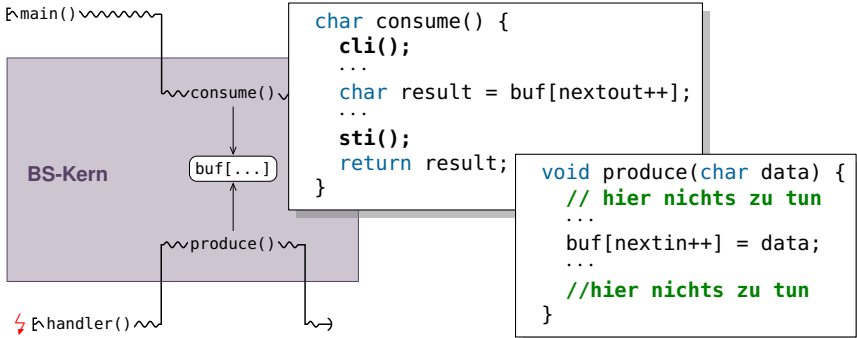 main()
consume()
BS-Kern
buf[...]
produce()
handler()
char consume() {
cli();
...
char result = buf[nextout++];
...
sti();
return result;
}
void produce(char data) {
// hier nichts zu tun
...
buf[nextin++] = data;
...
//hier nichts zu tun
}